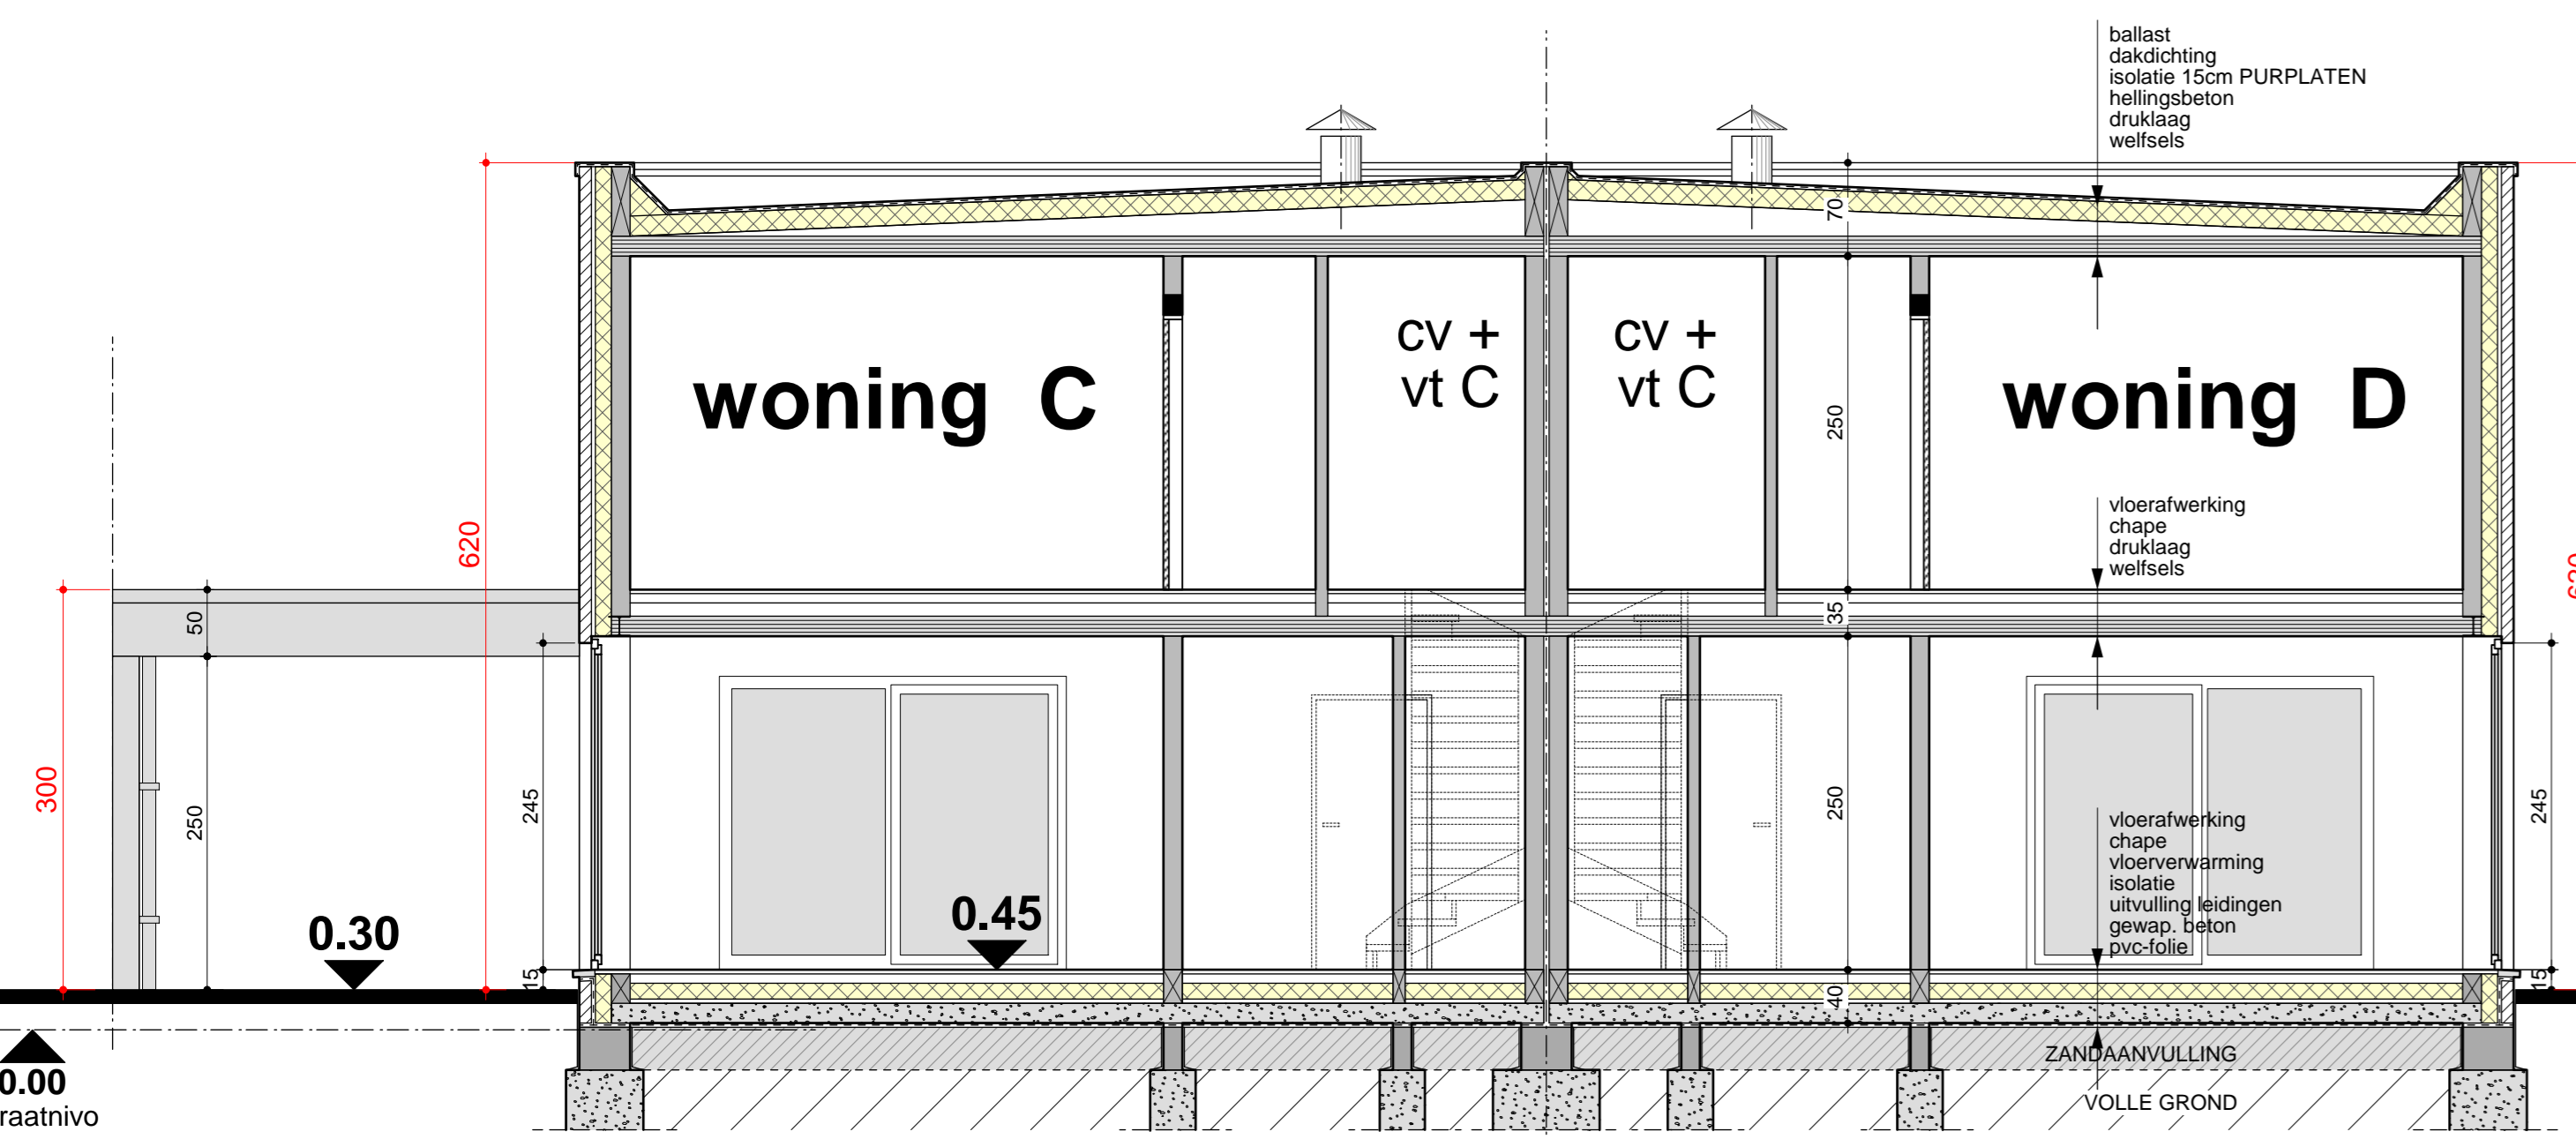 ballast
dakdichting
isolatie 15cm PURPLATEN
hellingsbeton
druklaag
welfsels
70
woning C
cv +
vt C
cv +
vt C
woning D
250
620
620
vloerafwerking
chape
druklaag
welfsels
35
50
300
250
245
250
245
vloerafwerking
chape
vloerverwarming
isolatie
uitvulling leidingen
gewap. beton
pvc-folie
0.30
0.45
15
40
15
ZANDAANVULLING
0.00
raatnivo
VOLLE GROND